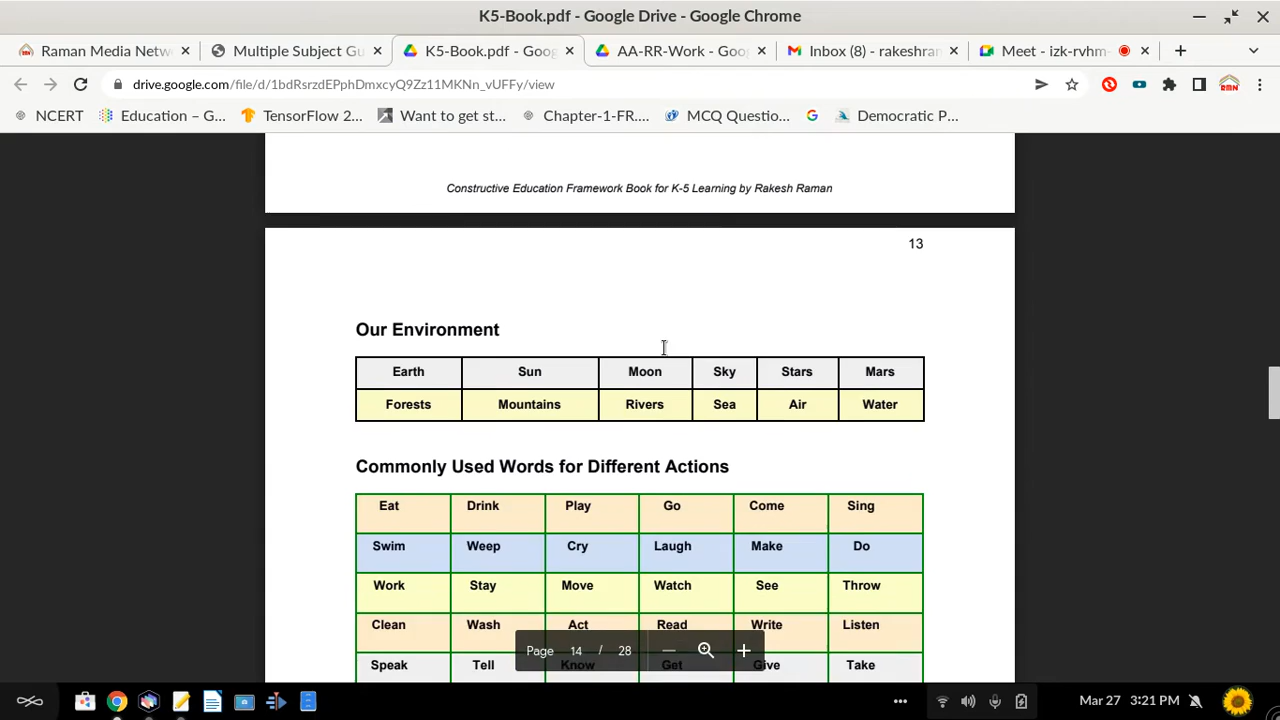 K5-Book.pdf - Google Drive - Google Chrome
Raman Media Netw
Multiple Subject Gu
K5-Book.pdf - Goog
AA-RR-Work - Goog
Inbox (8) - rakeshran
Meet - izk-rvhm-
drive.google.com/file/d/1bdRsrzdEPphDmxcyQ9Zz11MKNn_vUFFy/view
NCERT
Education – G...
TensorFlow 2...
Want to get st...
Chapter-1-FR....
MCQ Questio...
Democratic P...
Constructive Education Framework Book for K-5 Learning by Rakesh Raman
13
Our Environment
Earth Sun Moon Sky Stars Mars
Forests Mountains Rivers Sea Air Water
Commonly Used Words for Different Actions
Eat Drink Play Go Come Sing
Swim Weep Cry Laugh Make Do
Work Stay Move Watch See Throw
Clean Wash Act Read Write Listen
Speak Tell Know Get Give Take
Page 14 / 28
Mar 27 3:21 PM